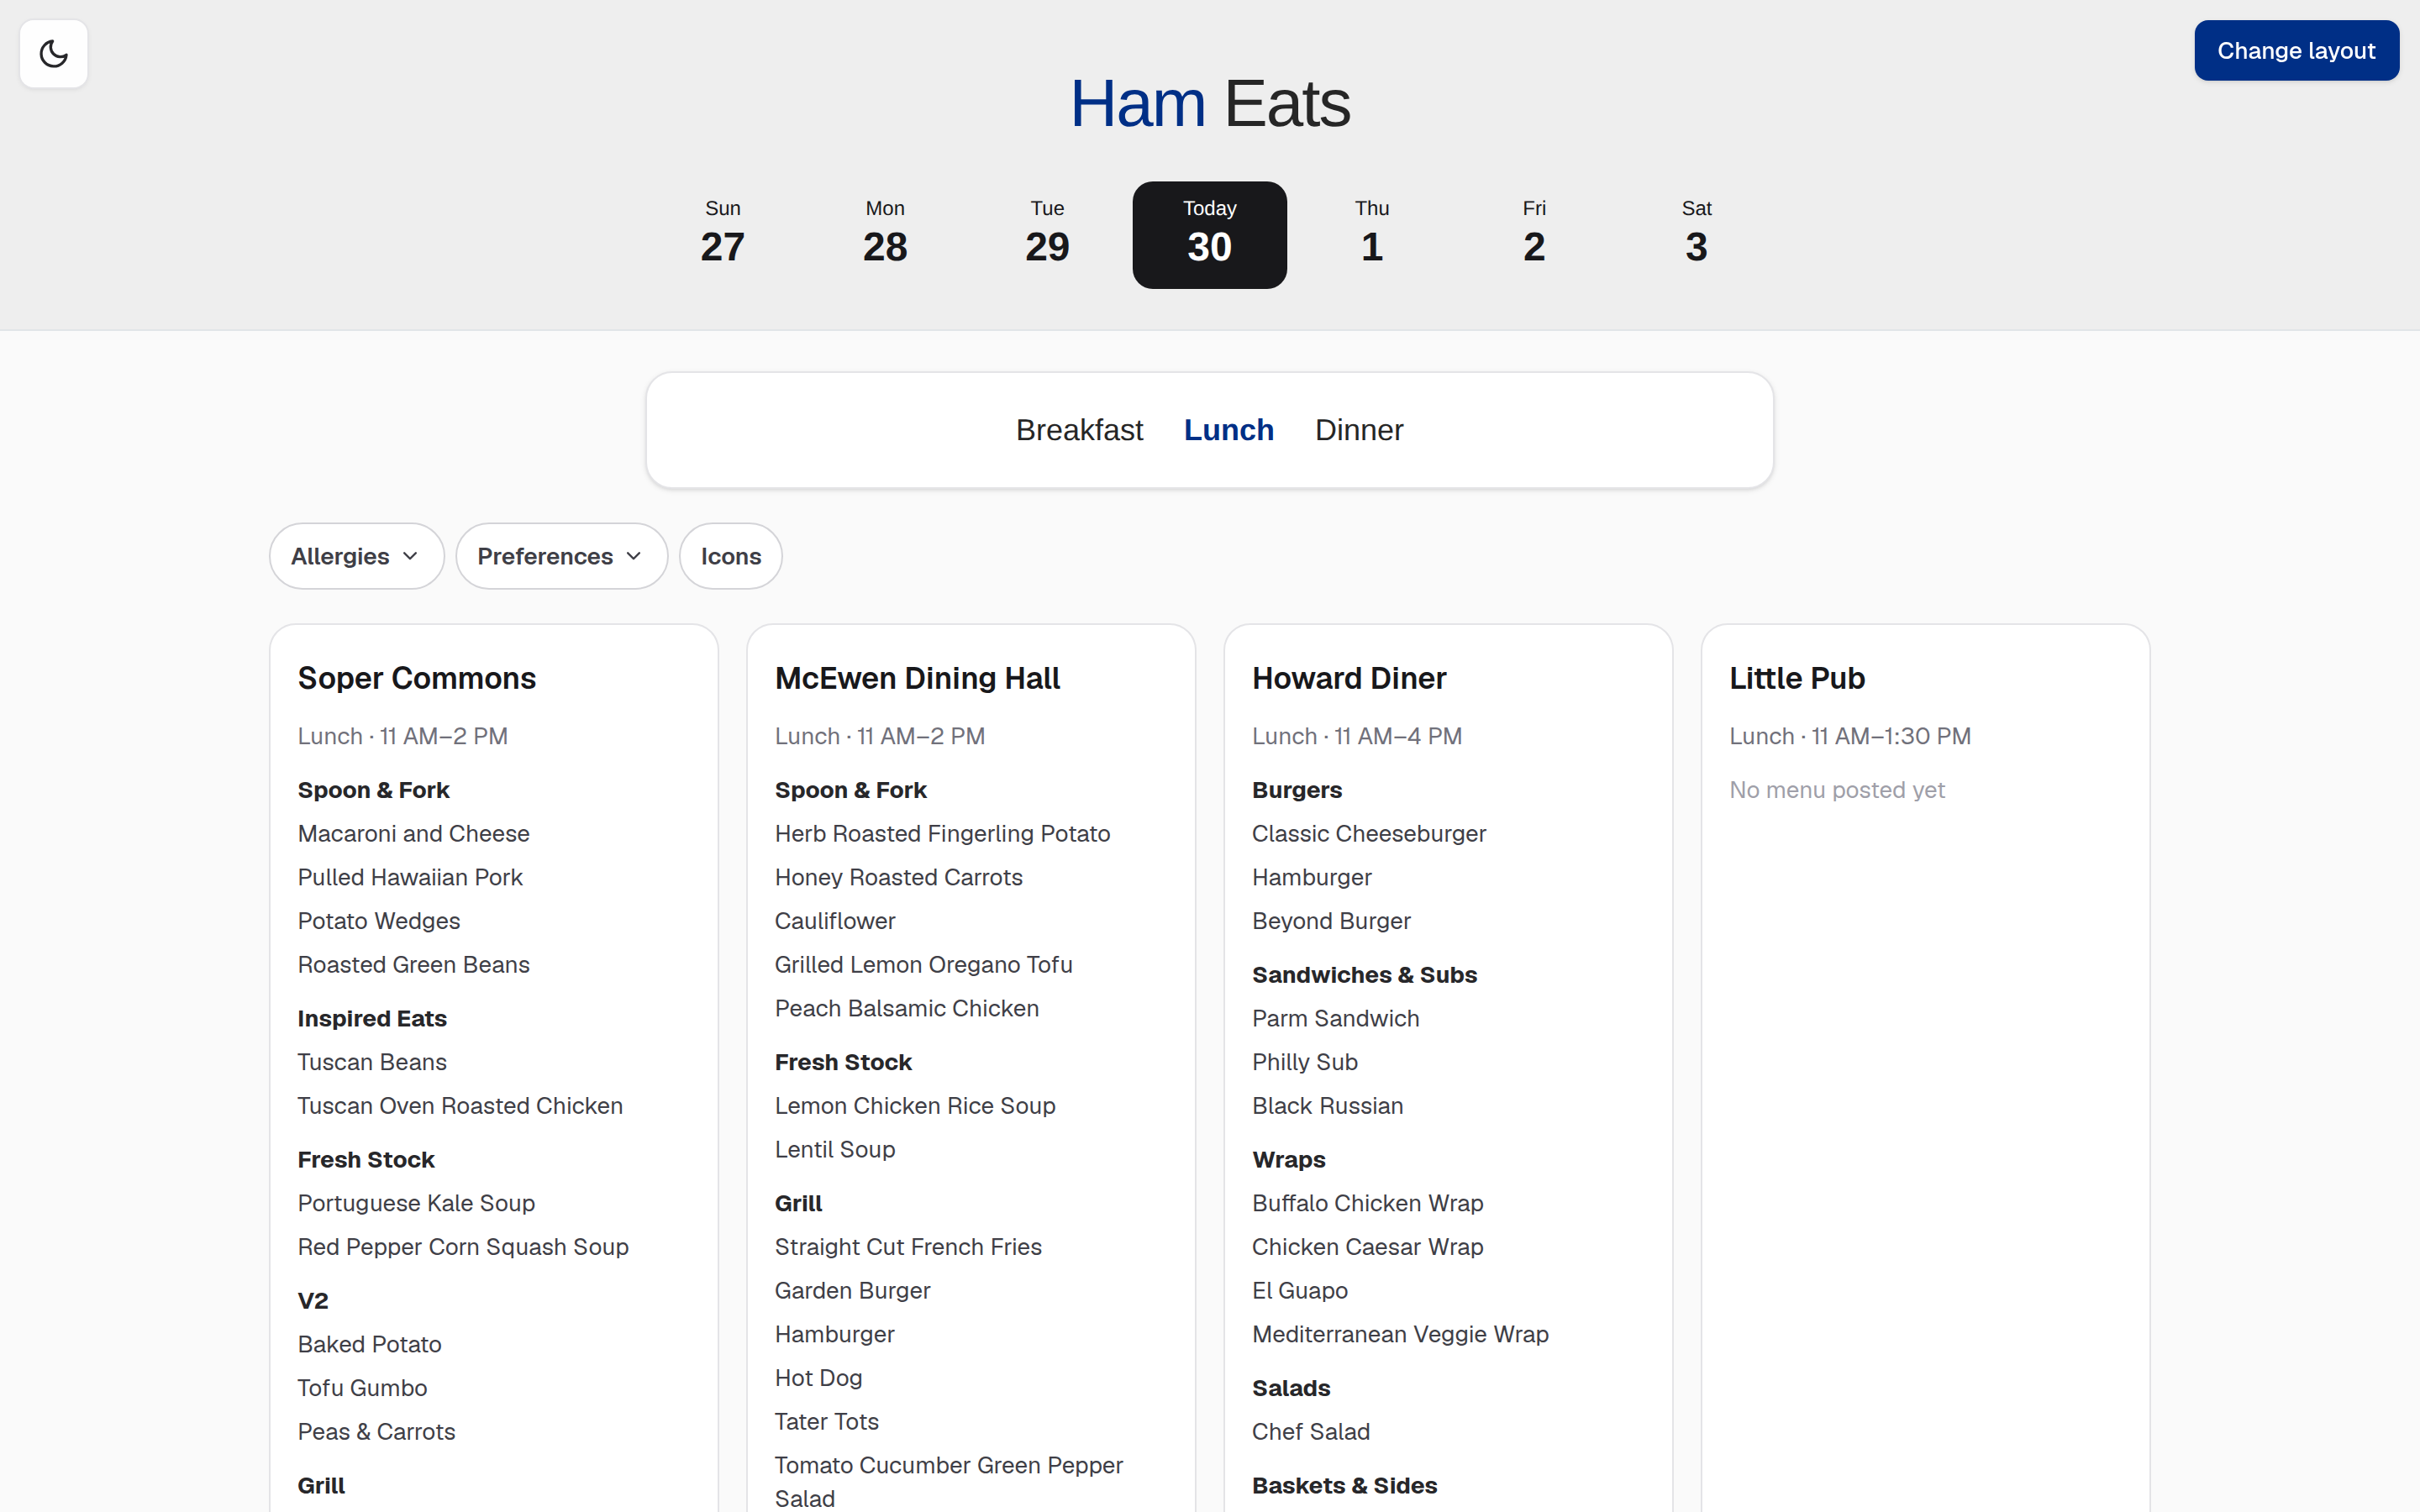 Change layout
Ham Eats
Sun
27
Mon
28
Tue
29
Today
30
Thu
1
Fri
2
Sat
3
Breakfast
Lunch
Dinner
Allergies
Preferences
Icons
Soper Commons
Lunch · 11 AM–2 PM
Spoon & Fork
Macaroni and Cheese
Pulled Hawaiian Pork
Potato Wedges
Roasted Green Beans
Inspired Eats
Tuscan Beans
Tuscan Oven Roasted Chicken
Fresh Stock
Portuguese Kale Soup
Red Pepper Corn Squash Soup
V2
Baked Potato
Tofu Gumbo
Peas & Carrots
Grill
McEwen Dining Hall
Lunch · 11 AM–2 PM
Spoon & Fork
Herb Roasted Fingerling Potato
Honey Roasted Carrots
Cauliflower
Grilled Lemon Oregano Tofu
Peach Balsamic Chicken
Fresh Stock
Lemon Chicken Rice Soup
Lentil Soup
Grill
Straight Cut French Fries
Garden Burger
Hamburger
Hot Dog
Tater Tots
Tomato Cucumber Green Pepper
Salad
Howard Diner
Lunch · 11 AM–4 PM
Burgers
Classic Cheeseburger
Hamburger
Beyond Burger
Sandwiches & Subs
Parm Sandwich
Philly Sub
Black Russian
Wraps
Buffalo Chicken Wrap
Chicken Caesar Wrap
El Guapo
Mediterranean Veggie Wrap
Salads
Chef Salad
Baskets & Sides
Little Pub
Lunch · 11 AM–1:30 PM
No menu posted yet